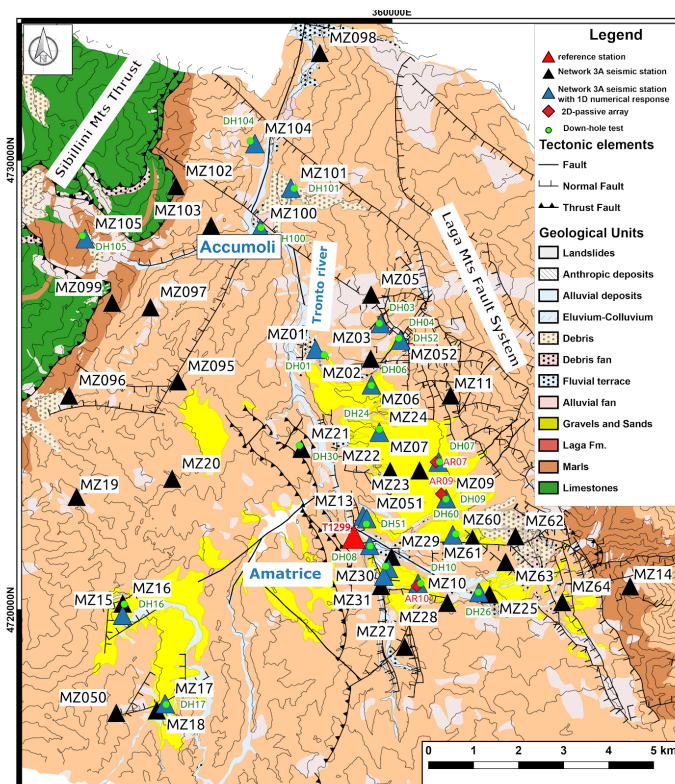 360000E
MZ098
Sibillini Mts Thrust
DH104
MZ104
4730000N
MZ102
MZ101
DH101
MZ103
MZ100
MZ105
DH105
Accumoli
DH100
Laga Mts Fault System
Tronto river
MZ05
MZ099
MZ097
DH03
DH04
MZ01
MZ03
DH52
MZ052
DH01
MZ02
DH06
MZ095
MZ096
MZ06
MZ11
DH24
MZ24
MZ21
MZ07
DH07
DH30
MZ22
AR07
MZ20
MZ23
AR09
MZ09
MZ19
MZ13
MZ051
DH09
DH60
T1299
DH51
MZ60
MZ62
MZ29
MZ61
DH08
Amatrice
DH10
MZ63
MZ30
MZ10
MZ14
MZ16
MZ64
MZ15
DH16
MZ31
AR10
MZ25
DH26
MZ28
MZ27
4720000N
MZ17
MZ050
DH17
MZ18
Legend
reference station
Network 3A seismic station
Network 3A seismic station
with 1D numerical response
2D-passive array
Down-hole test
Tectonic elements
Fault
Normal Fault
Thrust Fault
Geological Units
Landslides
Anthropic deposits
Alluvial deposits
Eluvium-Colluvium
Debris
Debris fan
Fluvial terrace
Alluvial fan
Gravels and Sands
Laga Fm.
Marls
Limestones
0 1 2 3 4 5 km